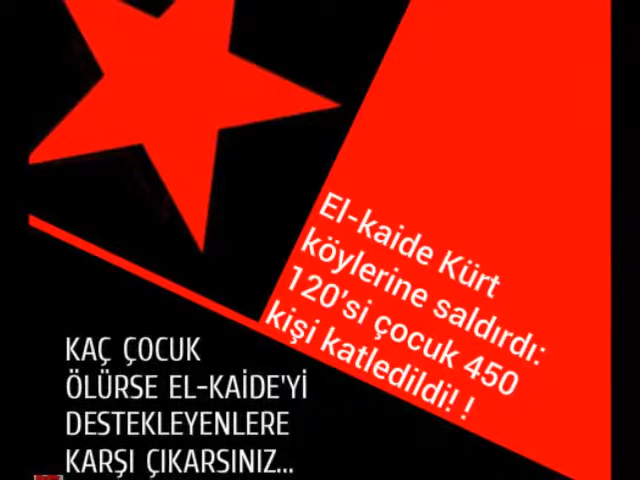 El-kaide Kürt
köylerine saldırdı:
120'si çocuk 450
kişi katledildi! !
KAÇ ÇOCUK
ÖLÜRSE EL-KAİDE'Yİ
DESTEKLEYENLERE
KARŞI ÇIKARSINIZ...